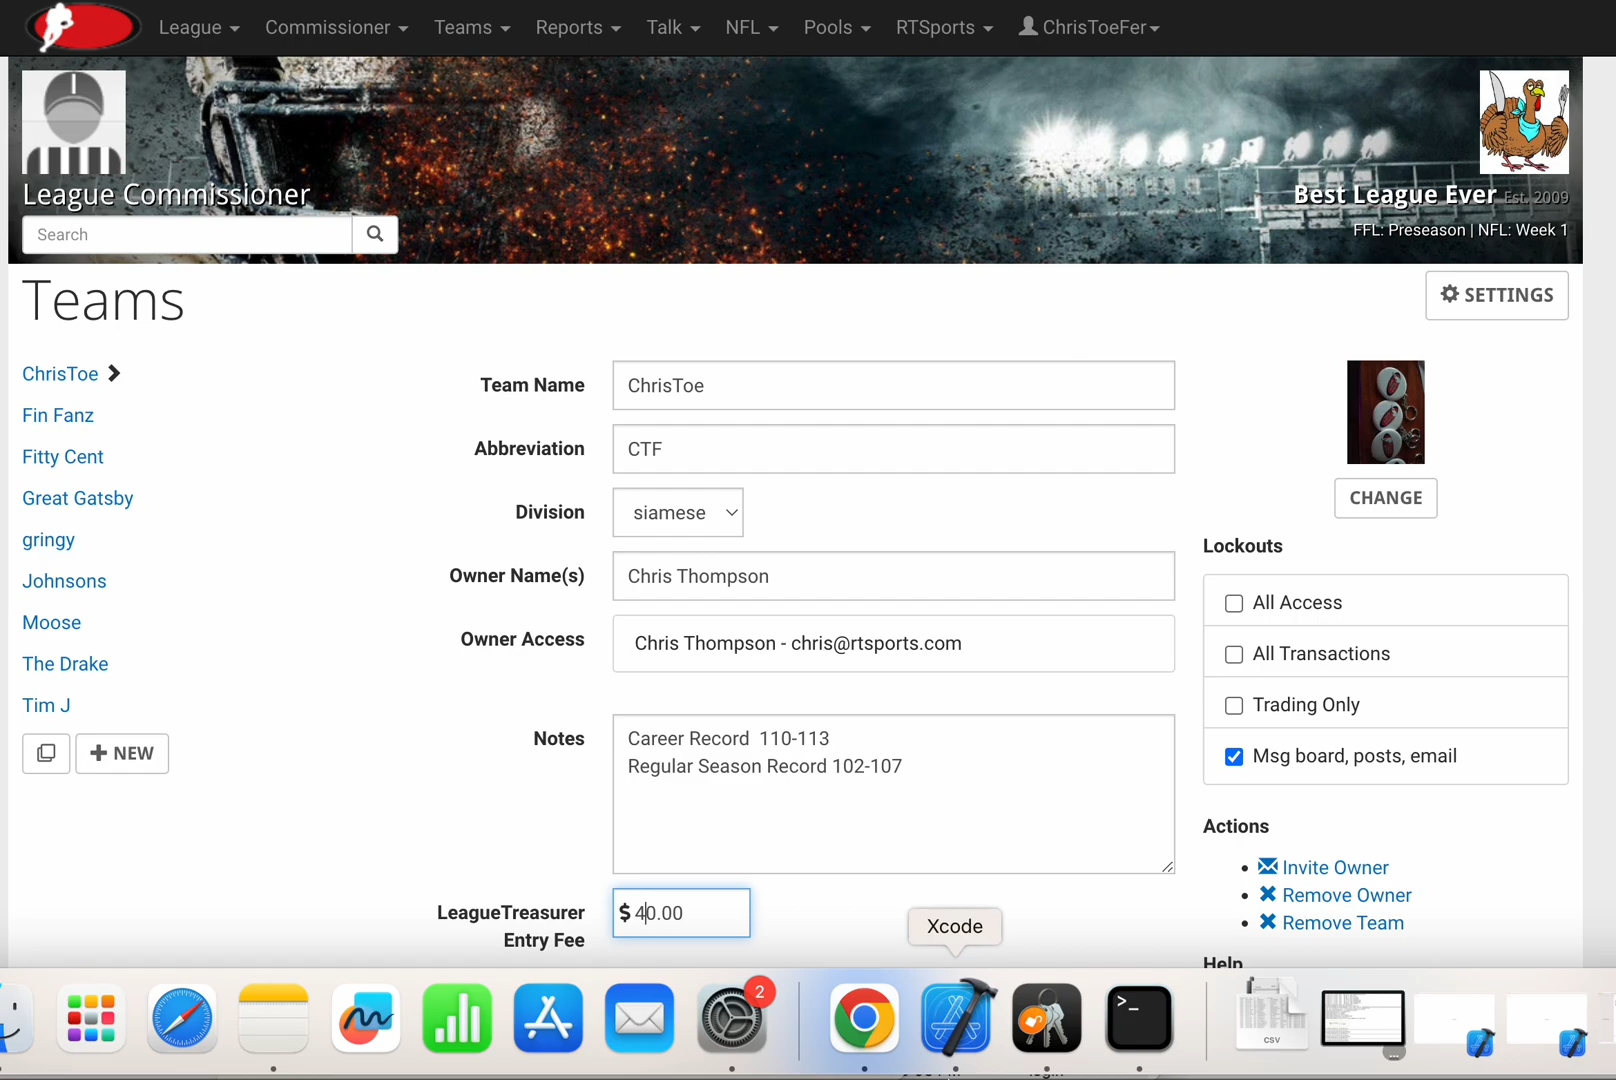 League Commissioner Teams Reports Talk NFL Pools RTSports ChrisToeFer
League Commissioner
Search
Best League Ever Est. 2009
FFL: Preseason | NFL: Week 1
Teams
SETTINGS
ChrisToe
Fin Fanz
Fitty Cent
Great Gatsby
gringy
Johnsons
Moose
The Drake
Tim J
NEW
Team Name ChrisToe
Abbreviation CTF
Division siamese
Owner Name(s) Chris Thompson
Owner Access Chris Thompson - chris@rtsports.com
Notes Career Record 110-113
Regular Season Record 102-107
LeagueTreasurer
Entry Fee
$ 40.00
CHANGE
Lockouts
All Access
All Transactions
Trading Only
Msg board, posts, email
Actions
Invite Owner
Remove Owner
Remove Team
Help
Xcode
2
>_
CSV